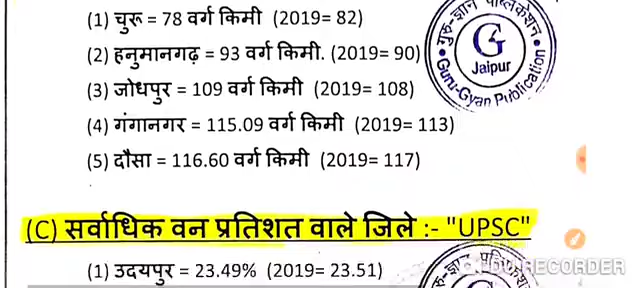 (1) चुरू = 78 वर्ग किमी (2019= 82)
(2) हनुमानगढ़ = 93 वर्ग किमी. (2019= 90)
(3) जोधपुर = 109 वर्ग किमी (2019= 108)
(4) गंगानगर = 115.09 वर्ग किमी (2019= 113)
(5) दौसा = 116.60 वर्ग किमी (2019= 117)
गुरु-ज्ञान पब्लिकेशन
G
Jaipur
Guru-Gyan Publication
(C) सर्वाधिक वन प्रतिशत वाले जिले :- "UPSC"
(1) उदयपुर = 23.49% (2019= 23.51)
RECORDER